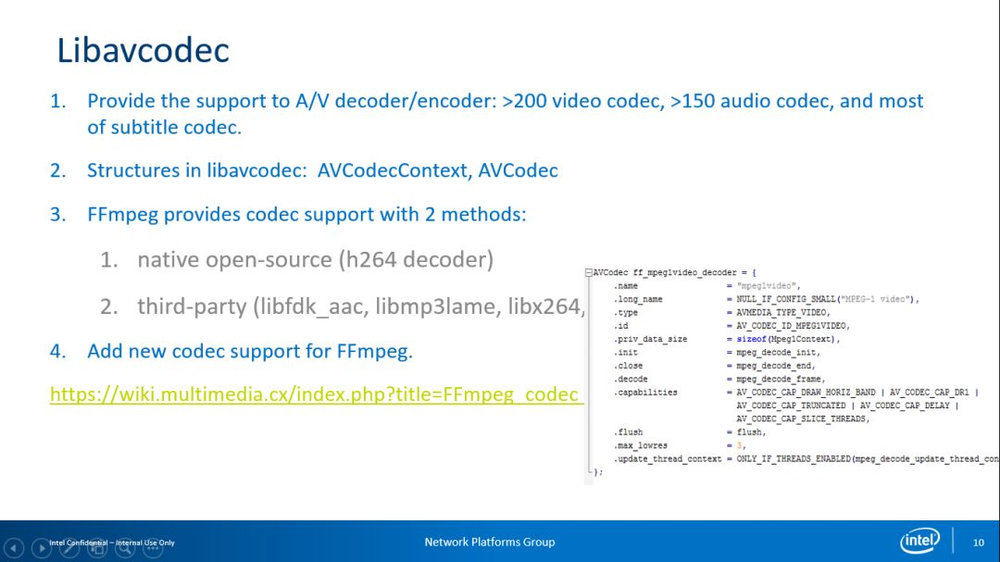 Libavcodec
1. Provide the support to A/V decoder/encoder: >200 video codec, >150 audio codec, and most
of subtitle codec.
2. Structures in libavcodec: AVCodecContext, AVCodec
3. FFmpeg provides codec support with 2 methods:
1. native open-source (h264 decoder)
2. third-party (libfdk_aac, libmp3lame, libx264,
4. Add new codec support for FFmpeg.
https://wiki.multimedia.cx/index.php?title=FFmpeg_codec_
AVCodec ff_mpeg1video_decoder = {
.name = "mpeg1video",
.long_name = NULL_IF_CONFIG_SMALL("MPEG-1 video"),
.type = AVMEDIA_TYPE_VIDEO,
.id = AV_CODEC_ID_MPEG1VIDEO,
.priv_data_size = sizeof(Mpeg1Context),
.init = mpeg_decode_init,
.close = mpeg_decode_end,
.decode = mpeg_decode_frame,
.capabilities = AV_CODEC_CAP_DRAW_HORIZ_BAND | AV_CODEC_CAP_DR1 |
AV_CODEC_CAP_TRUNCATED | AV_CODEC_CAP_DELAY |
AV_CODEC_CAP_SLICE_THREADS,
.flush = flush,
.max_lowres = 3,
.update_thread_context = ONLY_IF_THREADS_ENABLED(mpeg_decode_update_thread_con
};
Intel Confidential – Internal Use Only
Network Platforms Group
intel
10